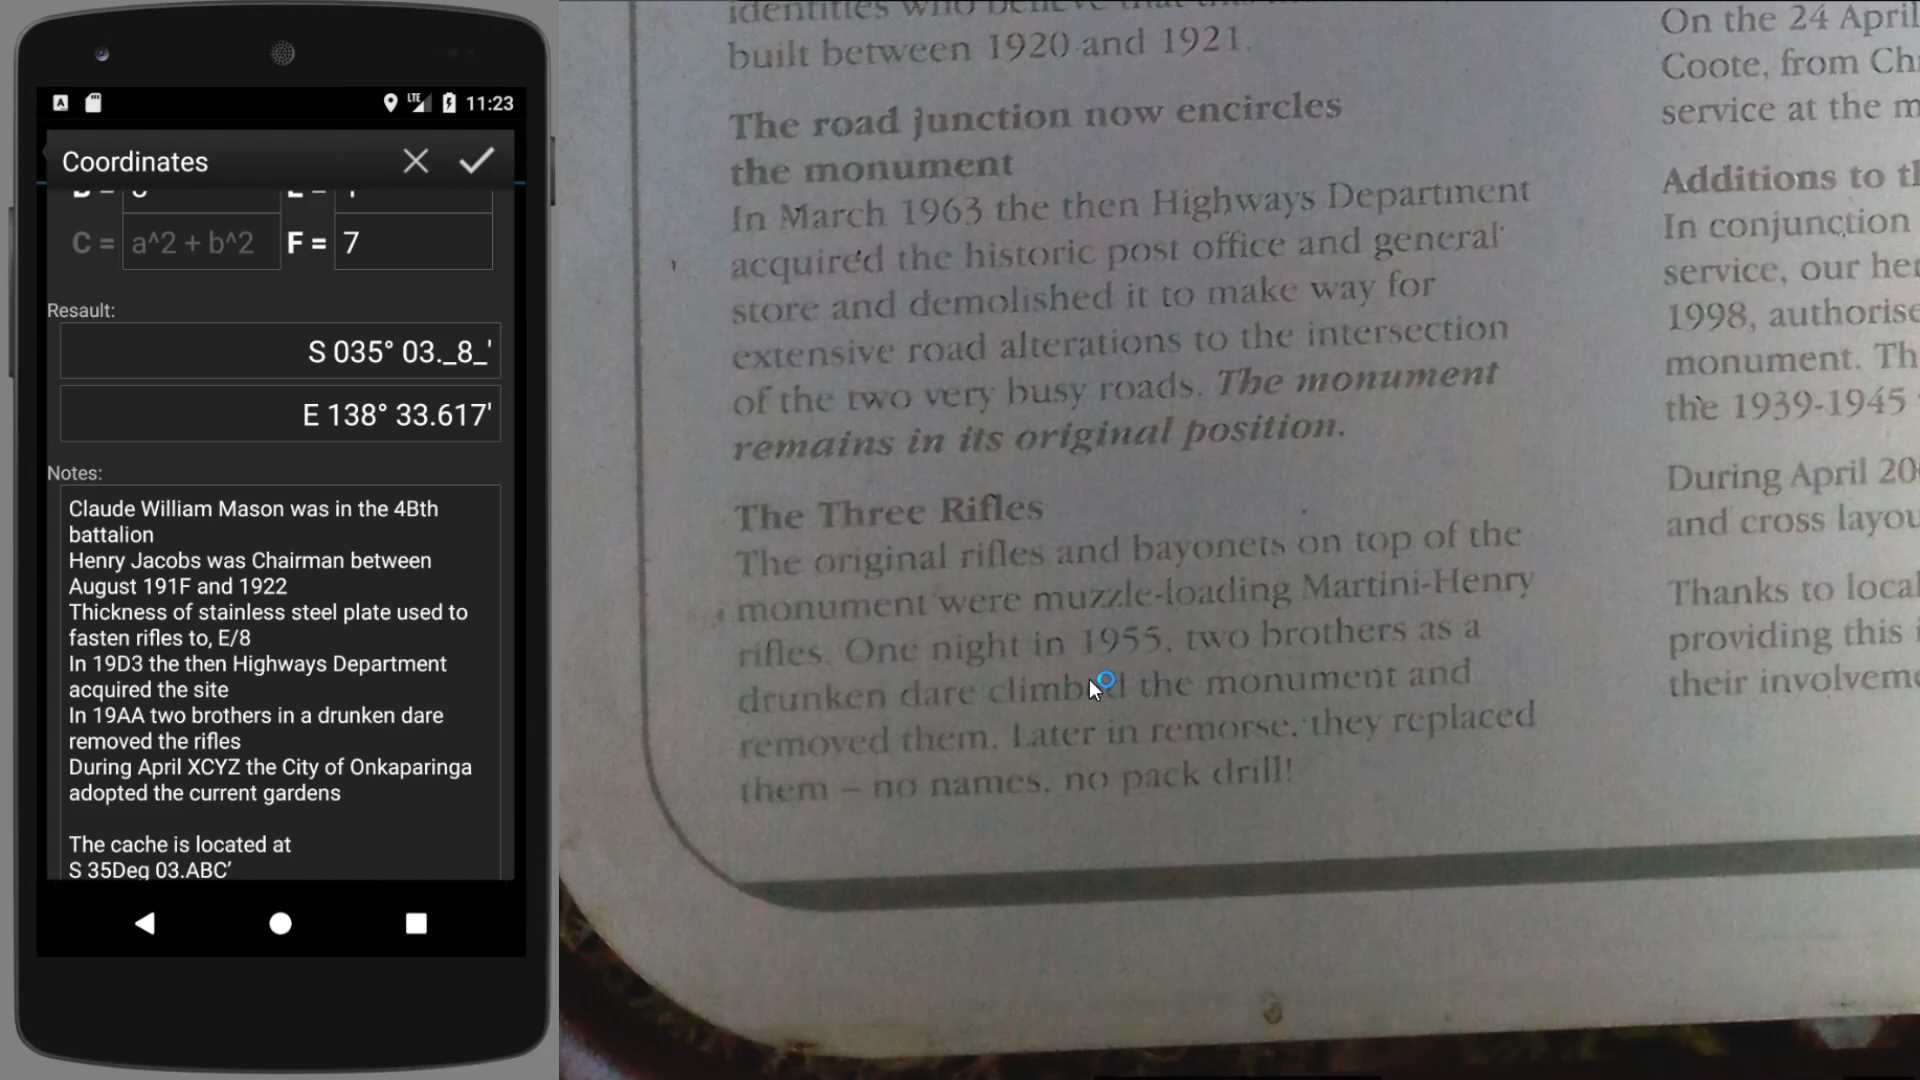 11:23
Coordinates
C = a^2 + b^2 F = 7
Resault:
S 035° 03._8_'
E 138° 33.617'
Notes:
Claude William Mason was in the 4Bth
battalion
Henry Jacobs was Chairman between
August 191F and 1922
Thickness of stainless steel plate used to
fasten rifles to, E/8
In 19D3 the then Highways Department
acquired the site
In 19AA two brothers in a drunken dare
removed the rifles
During April XCYZ the City of Onkaparinga
adopted the current gardens
The cache is located at
S 35Deg 03.ABC’
identities who believe that this
built between 1920 and 1921.
The road junction now encircles
the monument
In March 1963 the then Highways Department
acquired the historic post office and general
store and demolished it to make way for
extensive road alterations to the intersection
of the two very busy roads. The monument
remains in its original position.
The Three Rifles
The original rifles and bayonets on top of the
monument were muzzle-loading Martini-Henry
rifles. One night in 1955, two brothers as a
drunken dare climbed the monument and
removed them. Later in remorse, they replaced
them – no names, no pack drill!
On the 24 April
Coote, from
service at the
Additions to
In conjunction
service, our
1998,
monument.
the 1939-1945
During April
and cross
Thanks to local
providing this
their